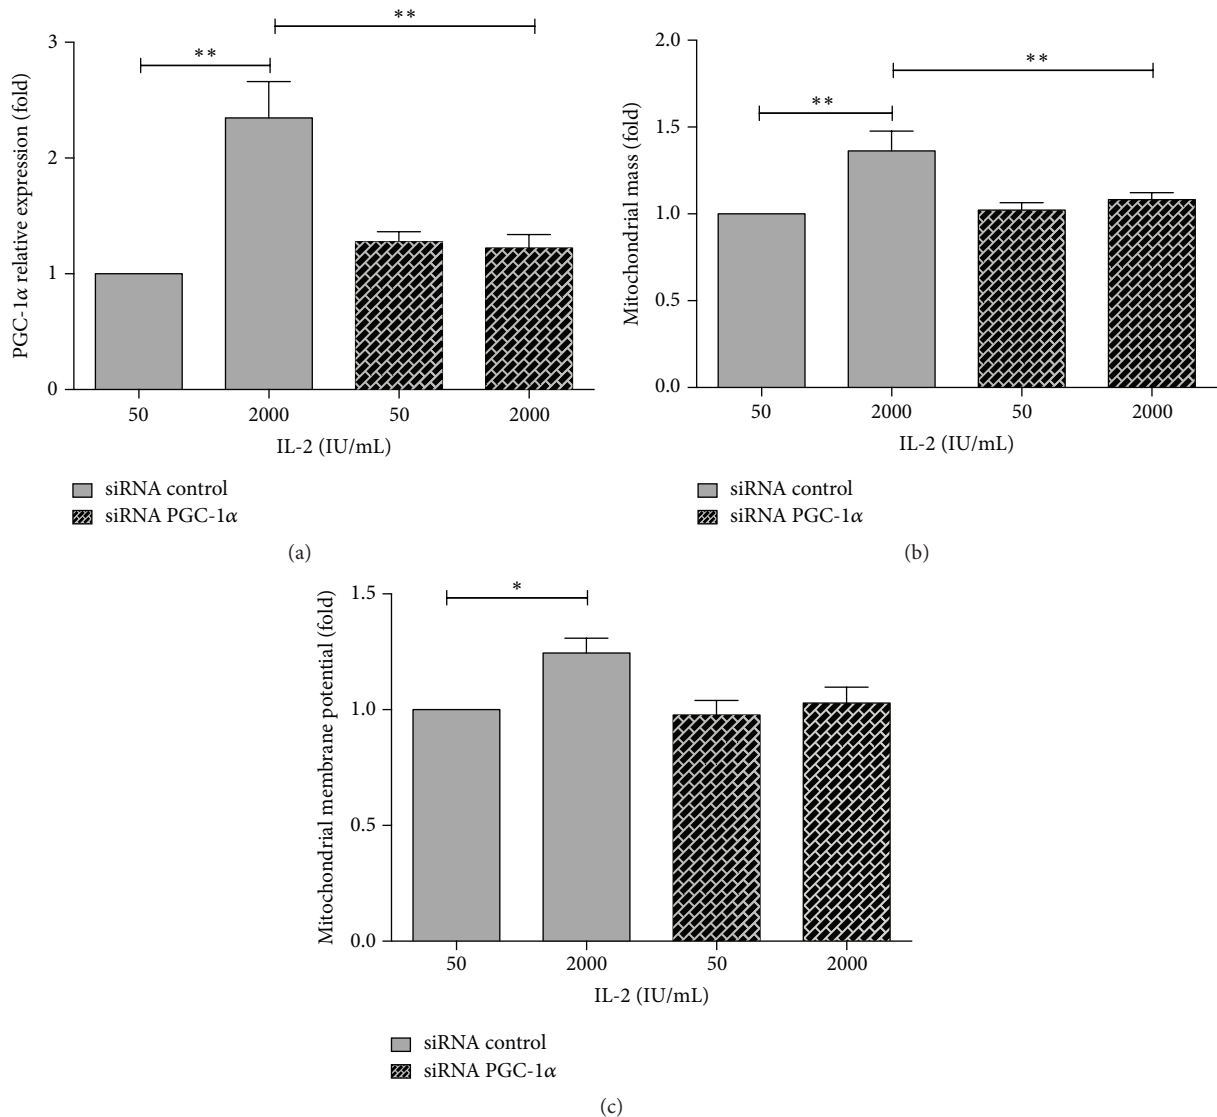 **
**
3
2
1
0
PGC-1α relative expression (fold)
50
2000
50
2000
IL-2 (IU/mL)
siRNA control
siRNA PGC-1α
(a)
**
**
2.0
1.5
1.0
0.5
0.0
Mitochondrial mass (fold)
50
2000
50
2000
IL-2 (IU/mL)
siRNA control
siRNA PGC-1α
(b)
*
1.5
1.0
0.5
0.0
Mitochondrial membrane potential (fold)
50
2000
50
2000
IL-2 (IU/mL)
siRNA control
siRNA PGC-1α
(c)